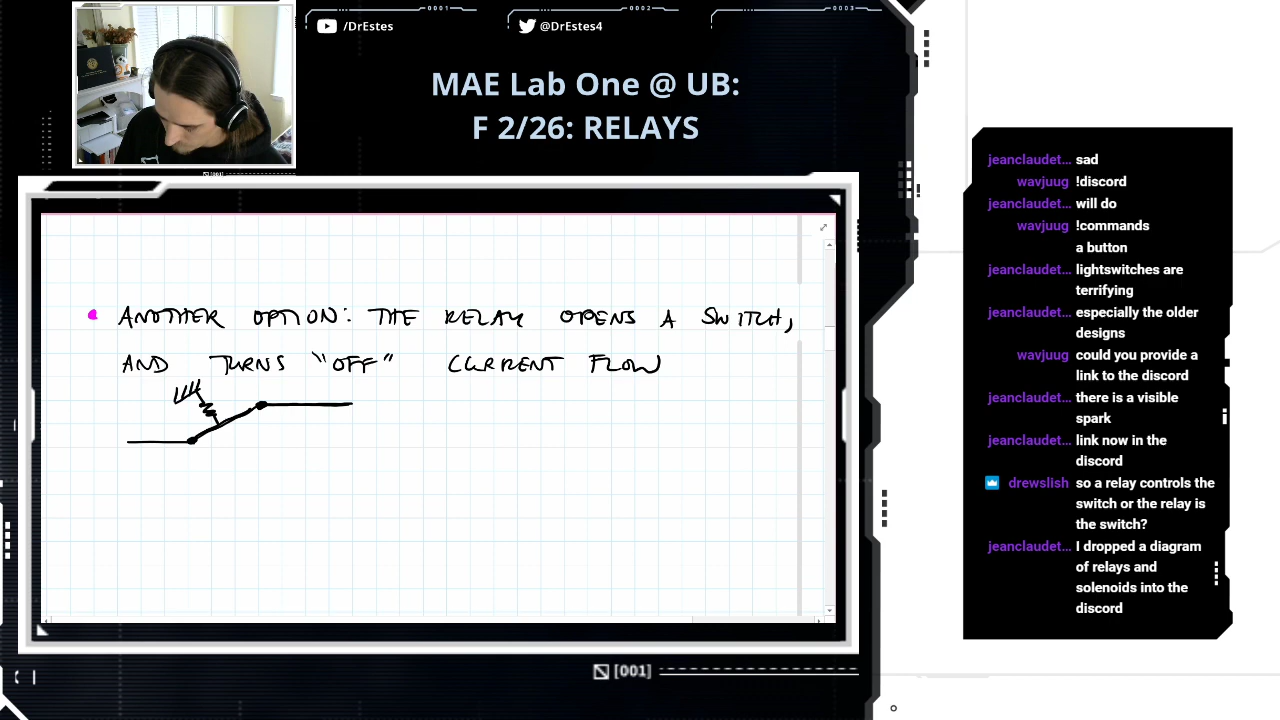 0001
0002
0003
/DrEstes
@DrEstes4
MAE Lab One @ UB:
F 2/26: RELAYS
[001]
ANOTHER OPTION: THE RELAY OPENS A SWITCH,
AND TURNS "OFF" CURRENT FLOW
[001]
jeanclaudet... sad
wavjuug !discord
jeanclaudet... will do
wavjuug !commands
a button
jeanclaudet... lightswitches are
terrifying
jeanclaudet... especially the older
designs
wavjuug could you provide a
link to the discord
jeanclaudet... there is a visible
spark
jeanclaudet... link now in the
discord
drewslish so a relay controls the
switch or the relay is
the switch?
jeanclaudet... I dropped a diagram
of relays and
solenoids into the
discord